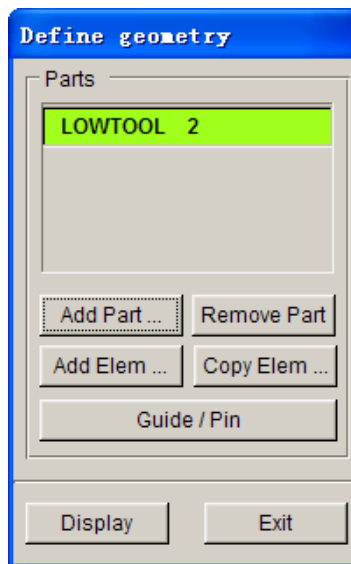 Define geometry
Parts
LOWTOOL 2
Add Part ... Remove Part
Add Elem ... Copy Elem ...
Guide / Pin
Display Exit